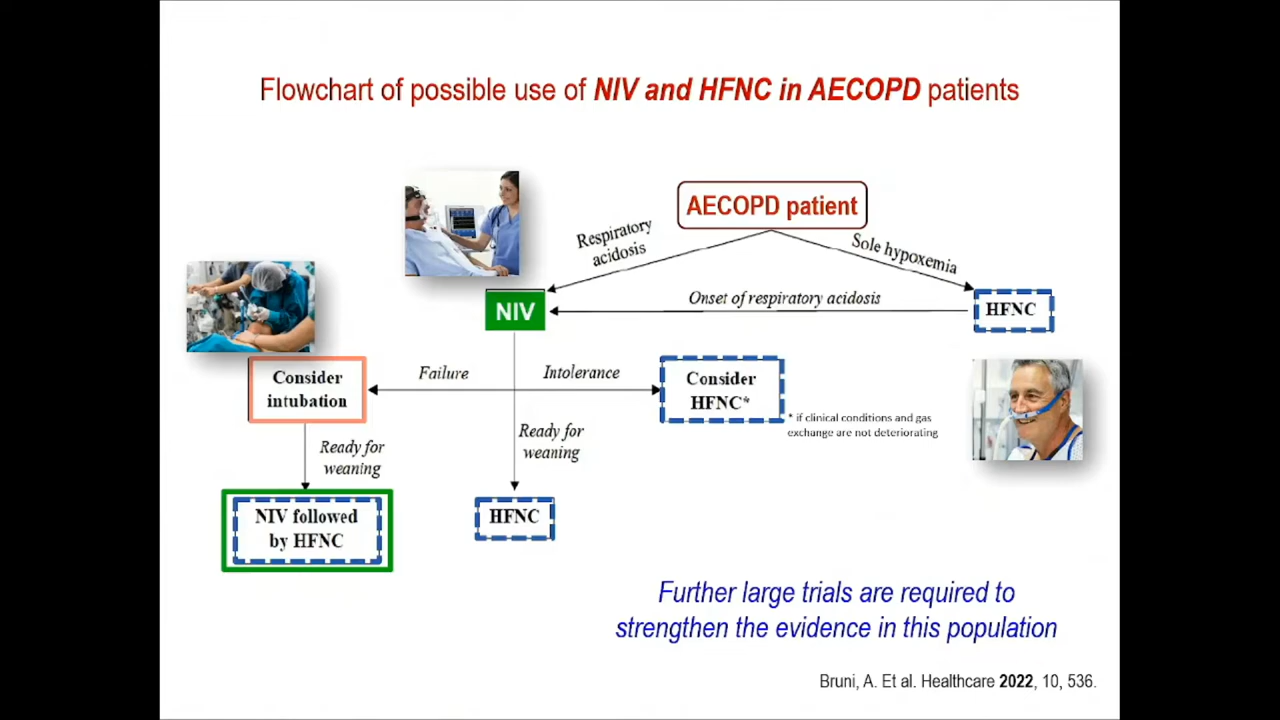 Flowchart of possible use of NIV and HFNC in AECOPD patients
AECOPD patient
Respiratory
acidosis
Sole hypoxemia
NIV
Onset of respiratory acidosis
HFNC
Consider
intubation
Failure
Intolerance
Consider
HFNC*
* if clinical conditions and gas
exchange are not deteriorating
Ready for
weaning
Ready for
weaning
NIV followed
by HFNC
HFNC
Further large trials are required to
strengthen the evidence in this population
Bruni, A. Et al. Healthcare 2022, 10, 536.